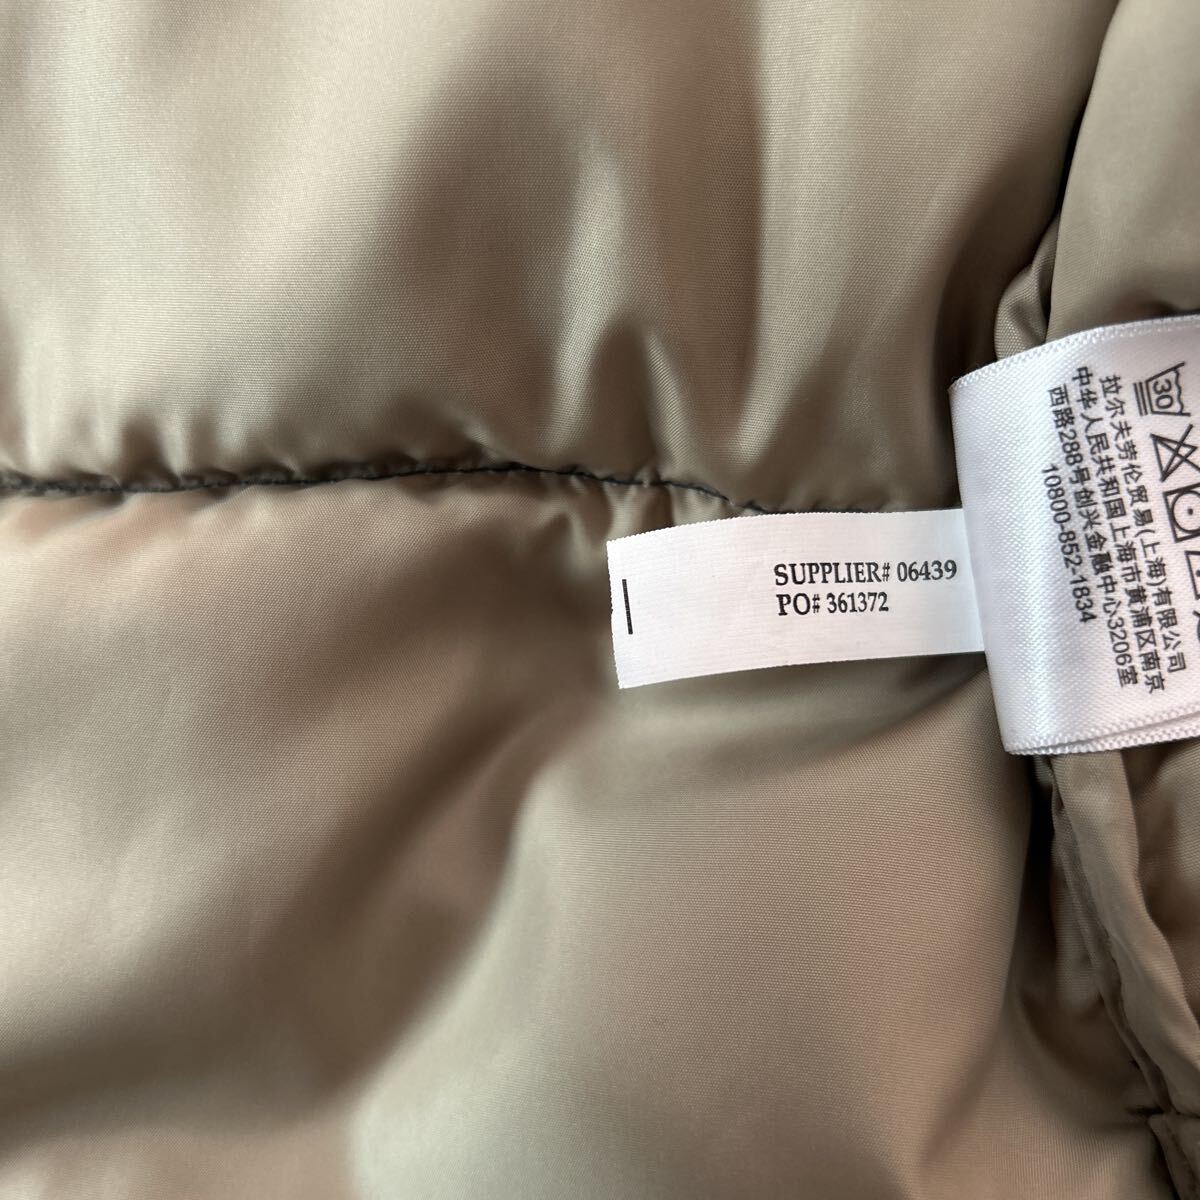 SUPPLIER# 06439
PO# 361372
30
拉尔夫劳伦贸易(上海)有限公司
中华人民共和国上海市黄浦区南京
西路288号创兴金融中心3206室
10800-852-1834